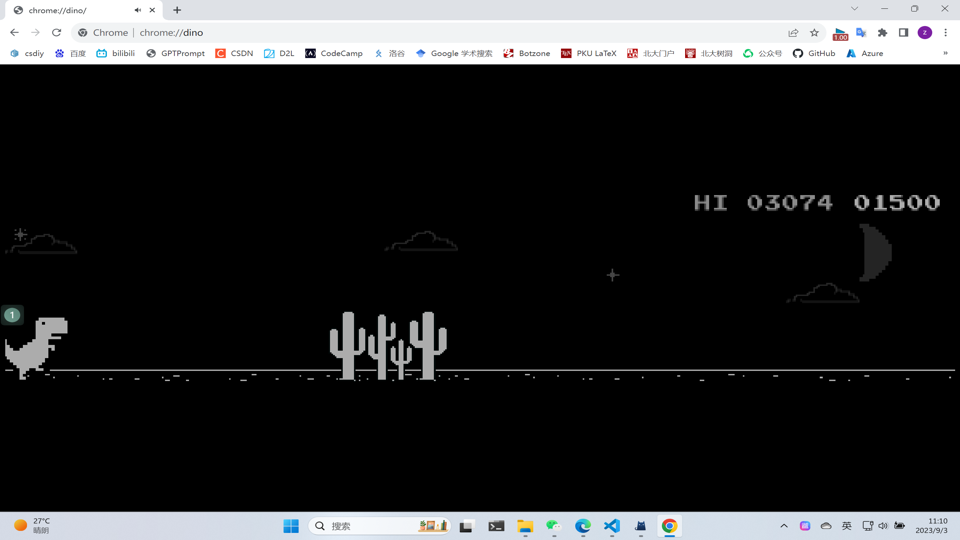 chrome://dino/
Chrome | chrome://dino
1.00
z
csdiy 百度 bilibili GPTPrompt CSDN D2L CodeCamp 洛谷 Google 学术搜索 Botzone PKU LaTeX 北大门户 北大树洞 公众号 GitHub Azure »
HI 03074 01500
1
27°C
晴朗
搜索
英
11:10
2023/9/3